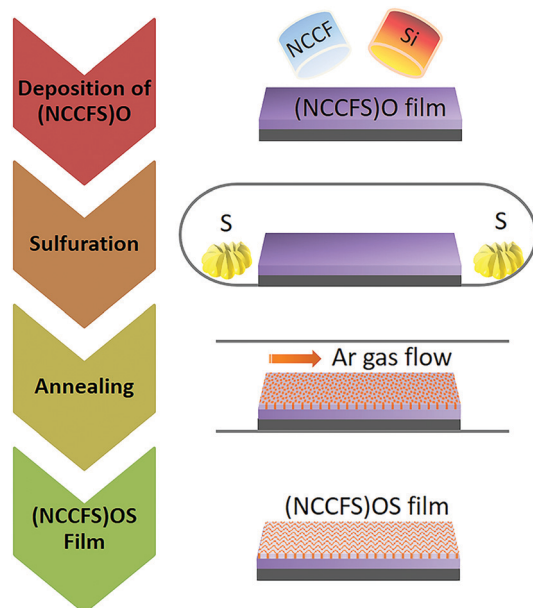 Deposition of
(NCCFS)O
NCCF
Si
(NCCFS)O film
Sulfuration
S
S
Annealing
Ar gas flow
(NCCFS)OS
Film
(NCCFS)OS film